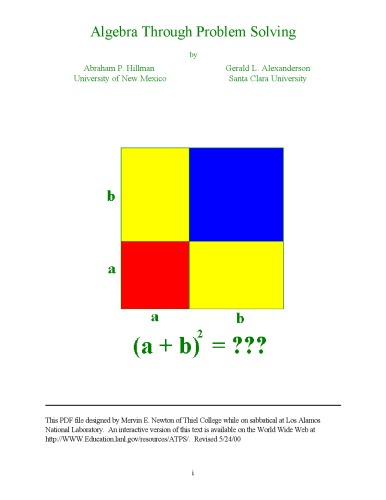 Algebra Through Problem Solving
by
Abraham P. Hillman Gerald L. Alexanderson
University of New Mexico Santa Clara University
b
a
a b
(a + b)² = ???
This PDF file designed by Mervin E. Newton of Thiel College while on sabbatical at Los Alamos
National Laboratory. An interactive version of this text is available on the World Wide Web at
http://WWW.Education.lanl.gov/resources/ATPS/. Revised 5/24/00
i